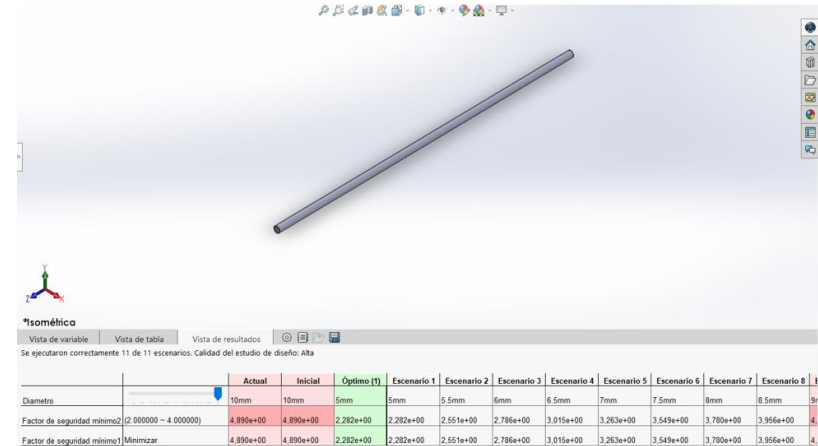 Y
Z
X
*Isométrica
Vista de variable Vista de tabla Vista de resultados
Se ejecutaron correctamente 11 de 11 escenarios. Calidad del estudio de diseño: Alta
Actual Inicial Óptimo (1) Escenario 1 Escenario 2 Escenario 3 Escenario 4 Escenario 5 Escenario 6 Escenario 7 Escenario 8 E
Diametro 10mm 10mm 5mm 5mm 5.5mm 6mm 6.5mm 7mm 7.5mm 8mm 8.5mm 9m
Factor de seguridad mínimo2 (2.000000 ~ 4.000000) 4,890e+00 4,890e+00 2,282e+00 2,282e+00 2,551e+00 2,786e+00 3,015e+00 3,263e+00 3,549e+00 3,780e+00 3,956e+00 4,
Factor de seguridad mínimo1 Minimizar 4,890e+00 4,890e+00 2,282e+00 2,282e+00 2,551e+00 2,786e+00 3,015e+00 3,263e+00 3,549e+00 3,780e+00 3,956e+00 4,